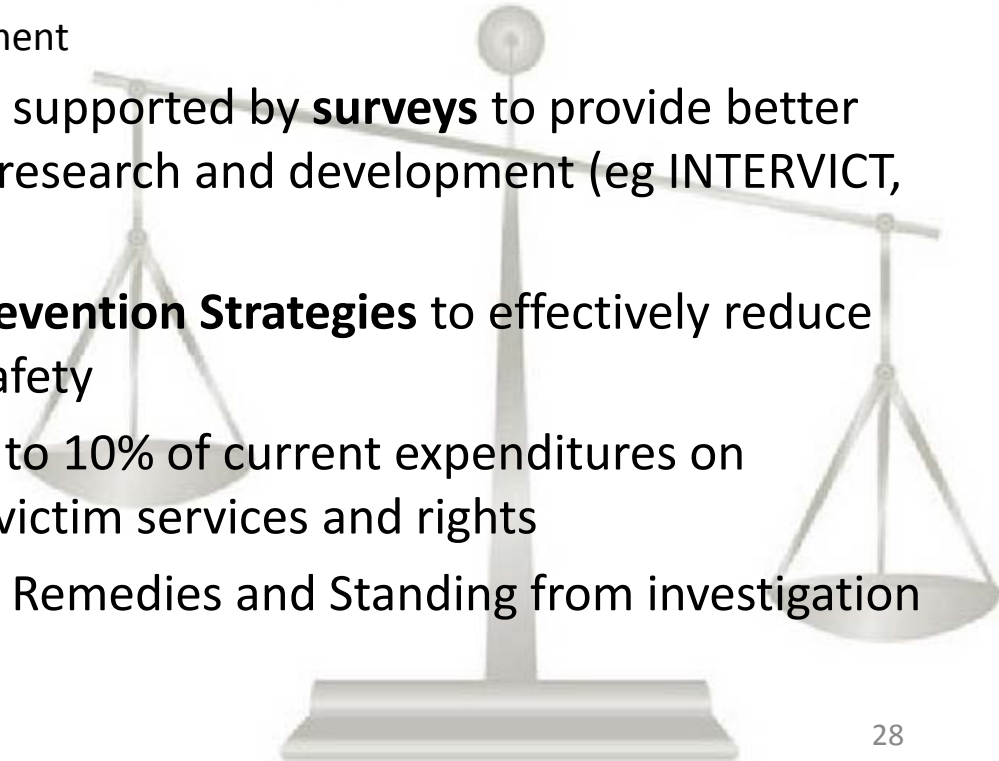 nent
supported by surveys to provide better
research and development (eg INTERVICT,
evention Strategies to effectively reduce
afety
to 10% of current expenditures on
victim services and rights
Remedies and Standing from investigation
28